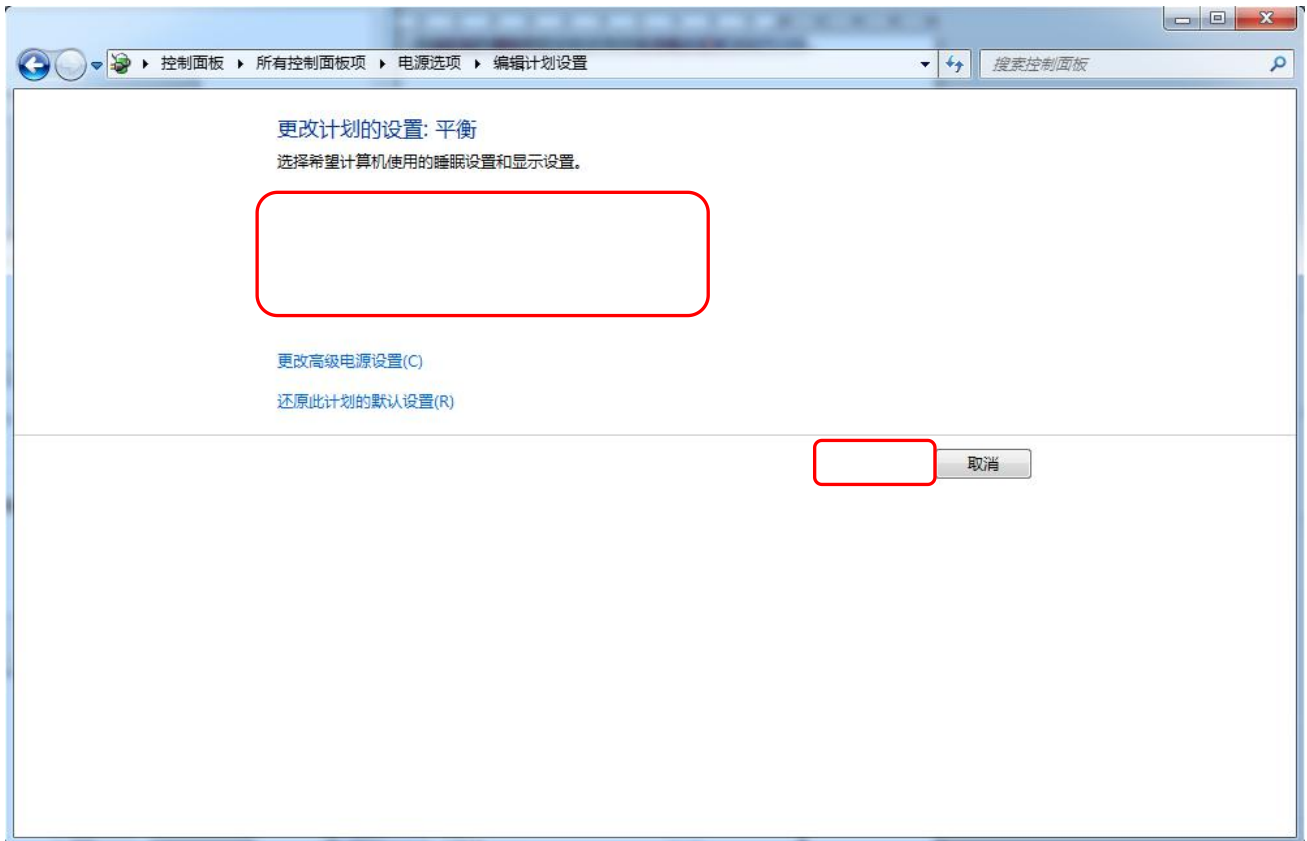 控制面板 所有控制面板项 电源选项 编辑计划设置 搜索控制面板
更改计划的设置: 平衡
选择希望计算机使用的睡眠设置和显示设置。
更改高级电源设置(C)
还原此计划的默认设置(R)
取消